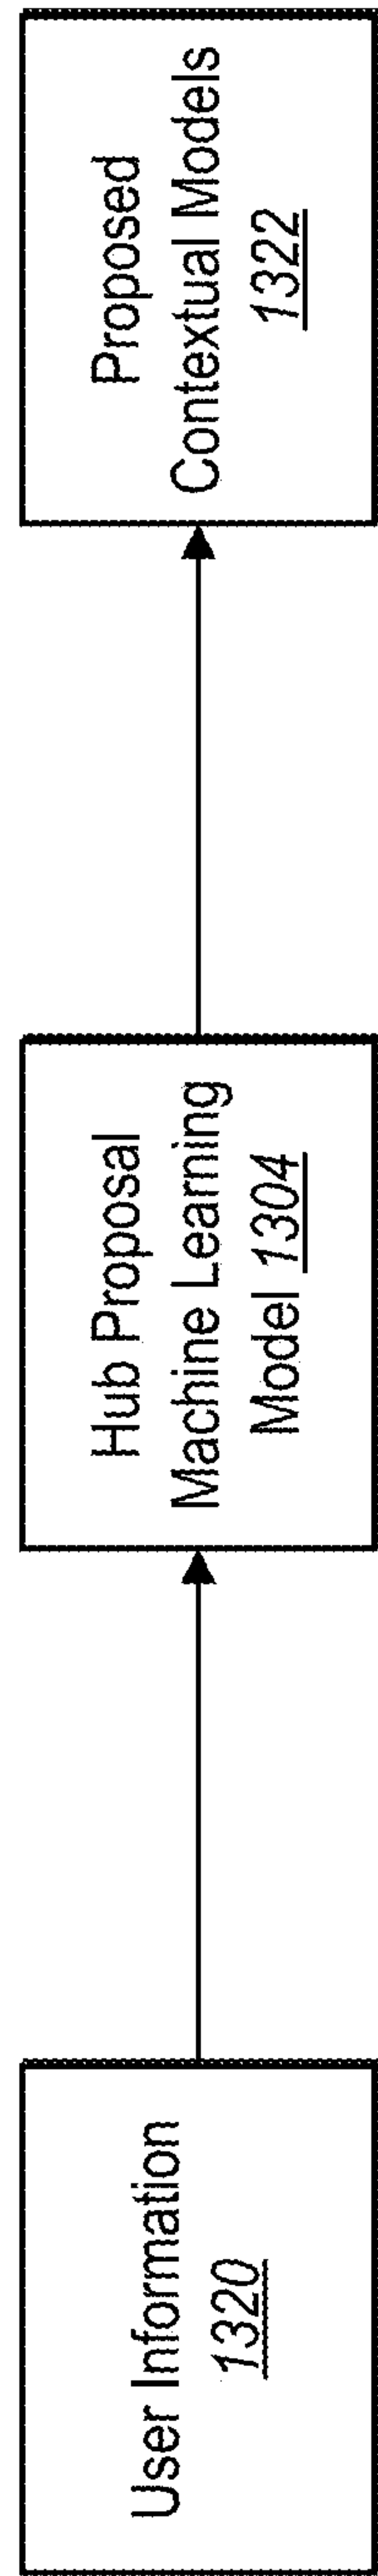 User Information
1320
Hub Proposal
Machine Learning
Model 1304
Proposed
Contextual Models
1322